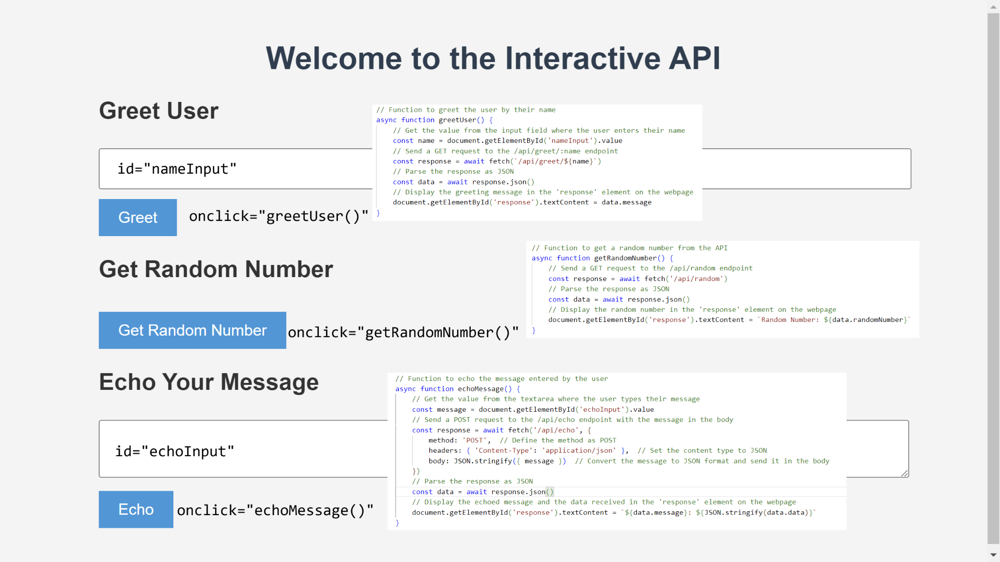 Welcome to the Interactive API
Greet User
id="nameInput"
Greet
onclick="greetUser()"
// Function to greet the user by their name
async function greetUser() {
    // Get the value from the input field where the user enters their name
    const name = document.getElementById('nameInput').value
    // Send a GET request to the /api/greet/:name endpoint
    const response = await fetch(`/api/greet/${name}`)
    // Parse the response as JSON
    const data = await response.json()
    // Display the greeting message in the 'response' element on the webpage
    document.getElementById('response').textContent = data.message
}
Get Random Number
Get Random Number
onclick="getRandomNumber()"
// Function to get a random number from the API
async function getRandomNumber() {
    // Send a GET request to the /api/random endpoint
    const response = await fetch('/api/random')
    // Parse the response as JSON
    const data = await response.json()
    // Display the random number in the 'response' element on the webpage
    document.getElementById('response').textContent = `Random Number: ${data.randomNumber}`
}
Echo Your Message
id="echoInput"
Echo
onclick="echoMessage()"
// Function to echo the message entered by the user
async function echoMessage() {
    // Get the value from the textarea where the user types their message
    const message = document.getElementById('echoInput').value
    // Send a POST request to the /api/echo endpoint with the message in the body
    const response = await fetch('/api/echo', {
        method: 'POST',  // Define the method as POST
        headers: { 'Content-Type': 'application/json' },  // Set the content type to JSON
        body: JSON.stringify({ message })  // Convert the message to JSON format and send it in the body
    })
    // Parse the response as JSON
    const data = await response.json()
    // Display the echoed message and the data received in the 'response' element on the webpage
    document.getElementById('response').textContent = `${data.message}: ${JSON.stringify(data.data)}`
}